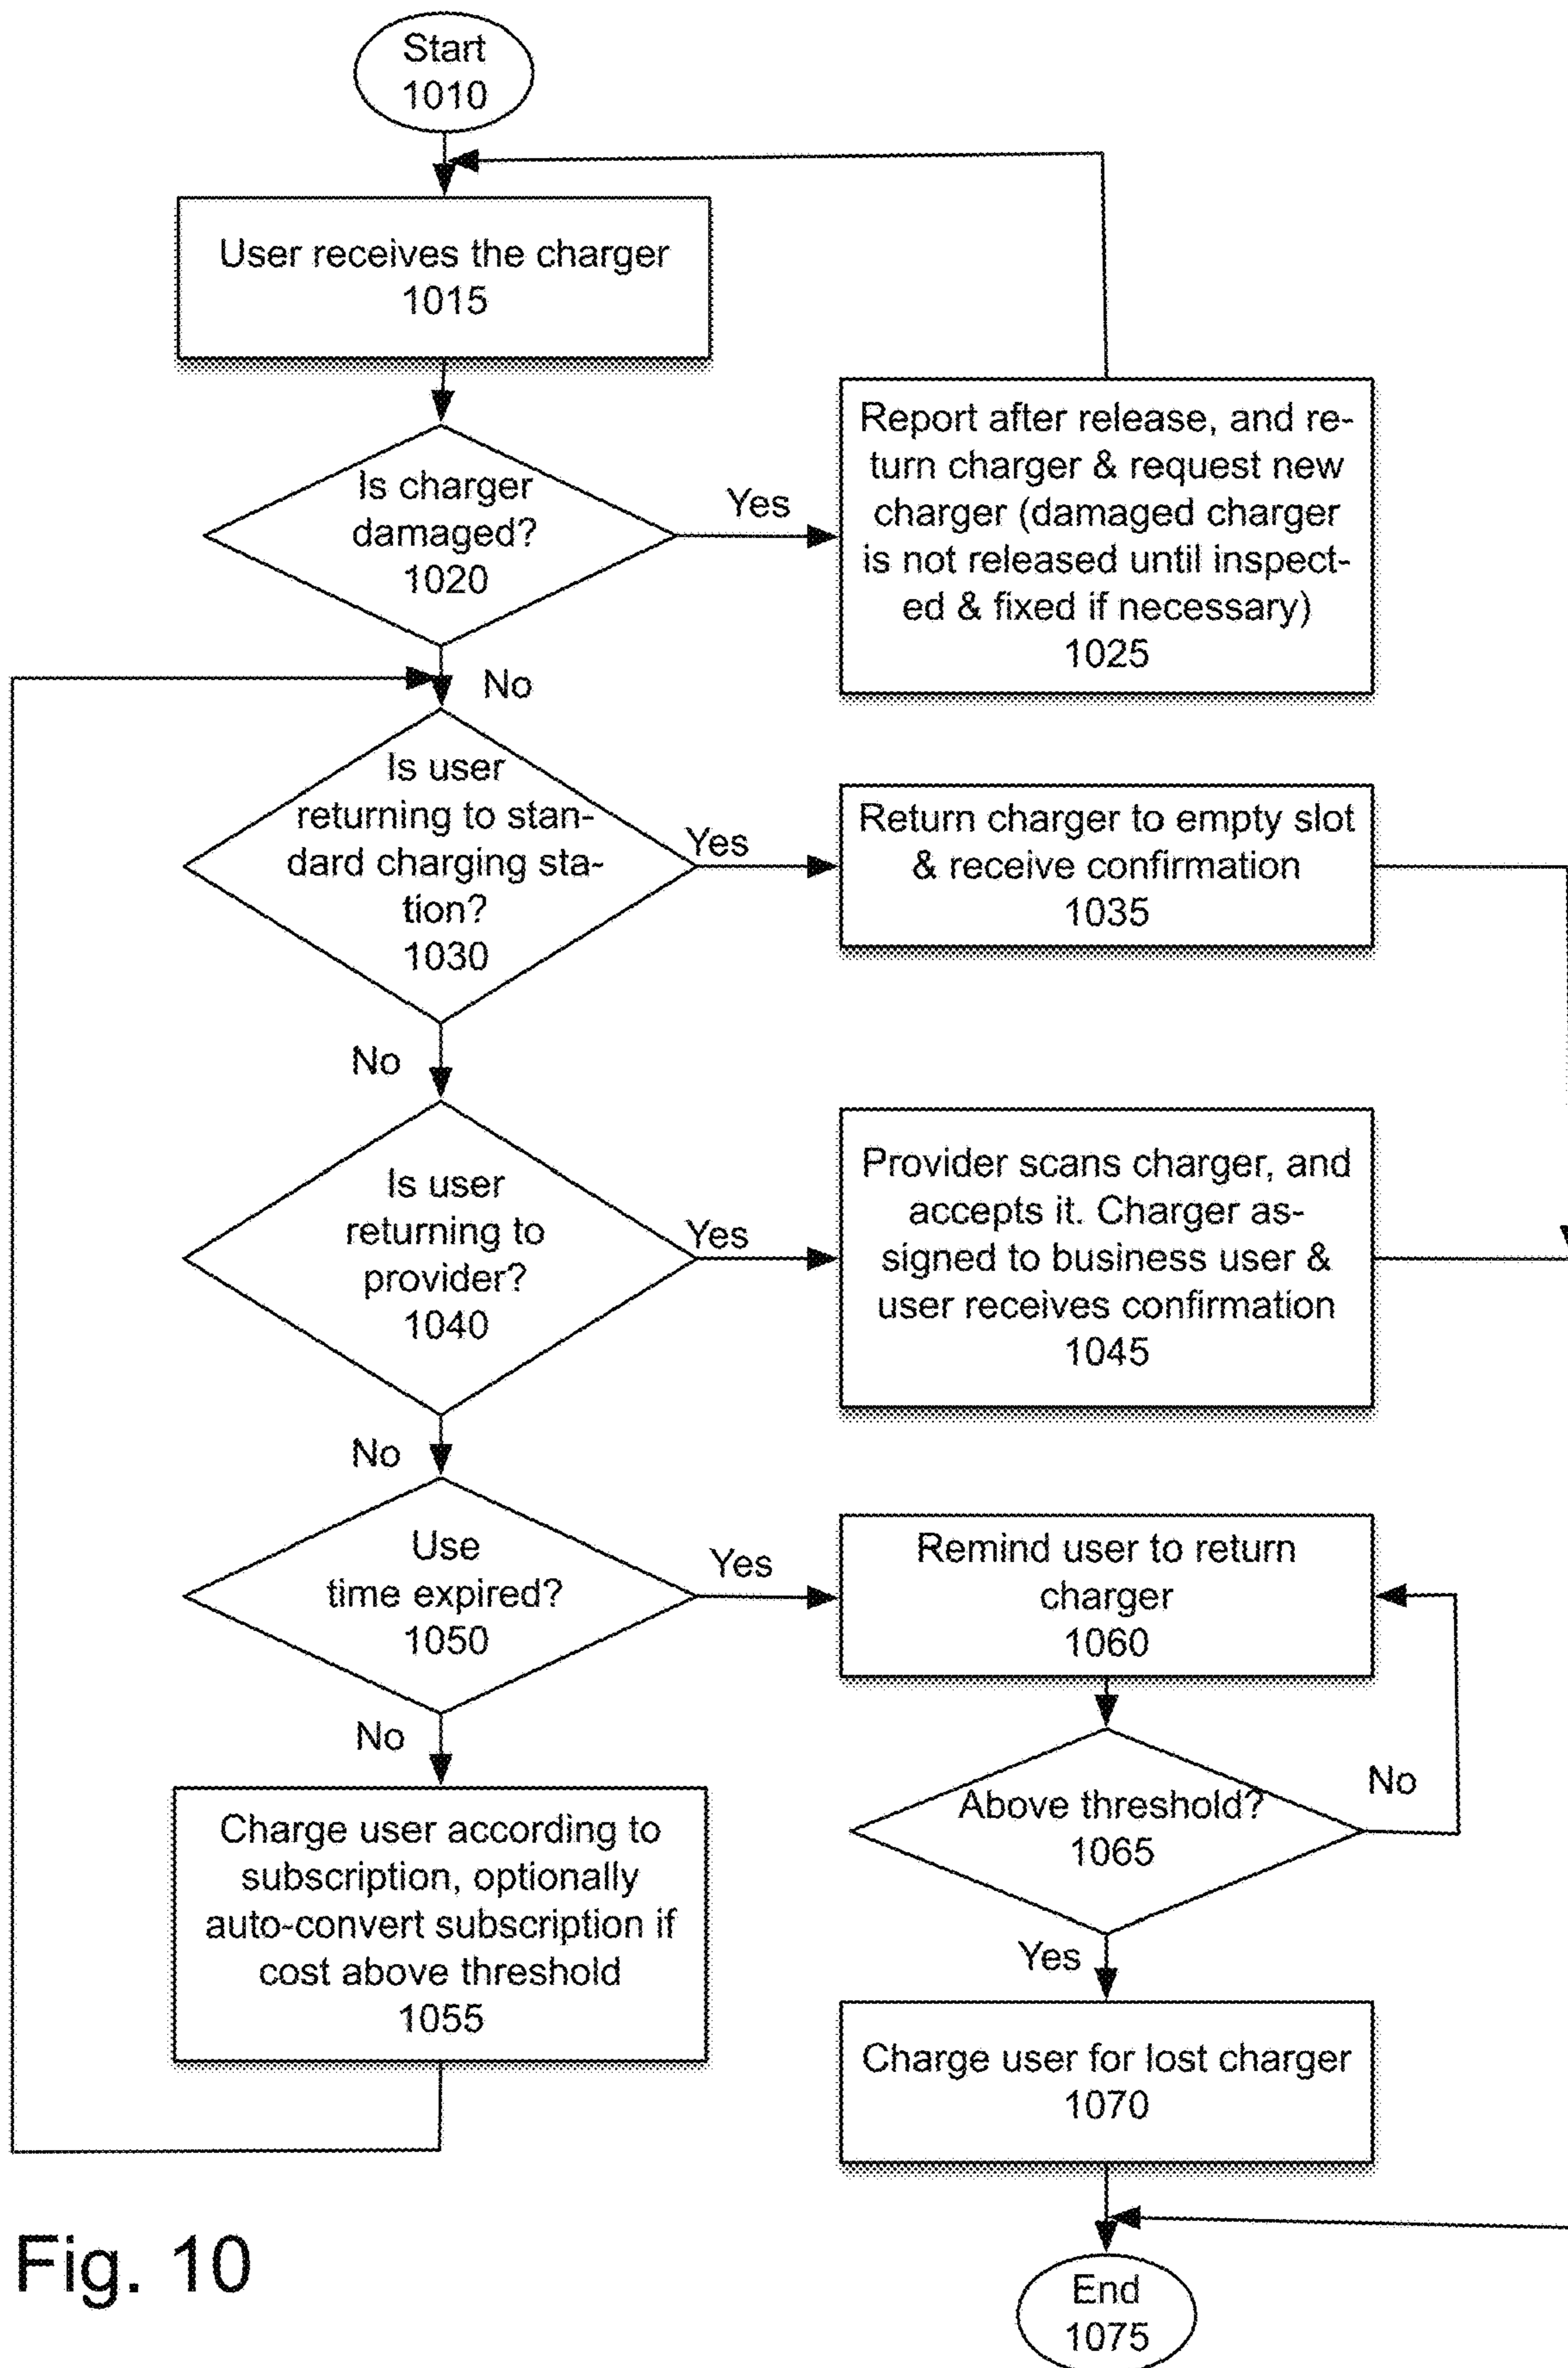 Start
1010
User receives the charger
1015
Is charger
damaged?
1020
Yes
Report after release, and re-
turn charger & request new
charger (damaged charger
is not released until inspect-
ed & fixed if necessary)
1025
No
Is user
returning to stan-
dard charging sta-
tion?
1030
Yes
Return charger to empty slot
& receive confirmation
1035
No
Is user
returning to
provider?
1040
Yes
Provider scans charger, and
accepts it. Charger as-
signed to business user &
user receives confirmation
1045
No
Use
time expired?
1050
Yes
Remind user to return
charger
1060
No
Charge user according to
subscription, optionally
auto-convert subscription if
cost above threshold
1055
Above threshold?
1065
No
Yes
Charge user for lost charger
1070
End
1075
Fig. 10